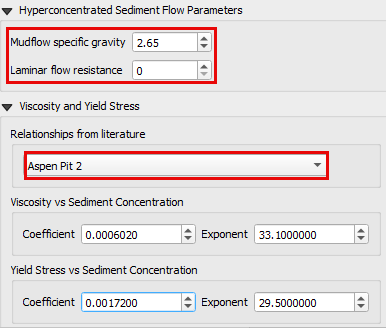 Hyperconcentrated Sediment Flow Parameters
Mudflow specific gravity 2.65
Laminar flow resistance 0
Viscosity and Yield Stress
Relationships from literature
Aspen Pit 2
Viscosity vs Sediment Concentration
Coefficient 0.0006020 Exponent 33.1000000
Yield Stress vs Sediment Concentration
Coefficient 0.0017200 Exponent 29.5000000